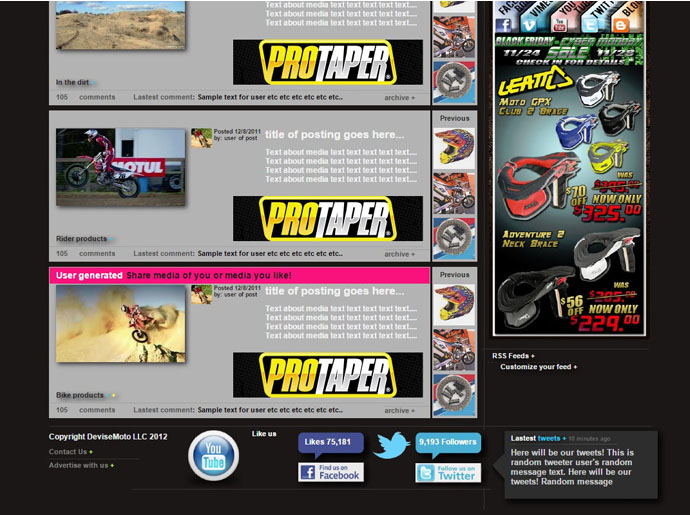 Text about media text text text text text....
Text about media text text text text text....
PROTAPER
In the dirt
105 comments Lastest comment: Sample text for user etc etc etc etc etc.. archive +
FACEBOOK
VIMEO
YOU
TWITTER
BLOG
BLACK FRIDAY - CYBER MONDAY
SALE
11/24
CHECK IN FOR DETAILS
LEATT
MOTO GPX
CLUB 2 BRACE
WAS
$70 OFF
NOW ONLY
$325.00
ADVENTURE 2
NECK BRACE
WAS
$285.00
$56 OFF
NOW ONLY
$229.00
Posted 12/8/2011
by: user of post
title of posting goes here...
Text about media text text text text text....
Text about media text text text text text....
Text about media text text text text text....
Text about media text text text text text....
MOTUL
PROTAPER
Rider products
105 comments Lastest comment: Sample text for user etc etc etc etc etc.. archive +
Previous
User generated Share media of you or media you like!
Posted 12/8/2011
by: user of post
title of posting goes here...
Text about media text text text text text....
Text about media text text text text text....
Text about media text text text text text....
PROTAPER
Bike products +
105 comments Lastest comment: Sample text for user etc etc etc etc etc.. archive +
Previous
RSS Feeds +
Customize your feed +
Copyright DeviseMoto LLC 2012
Contact Us +
Advertise with us +
You
Tube
Like us
Likes 75,181
Find us on
Facebook
9,193 Followers
Follow us on
Twitter
Lastest tweets + 16 minutes ago
Here will be our tweets! This is
random tweeter user's random
message text. Here will be our
tweets! Random message